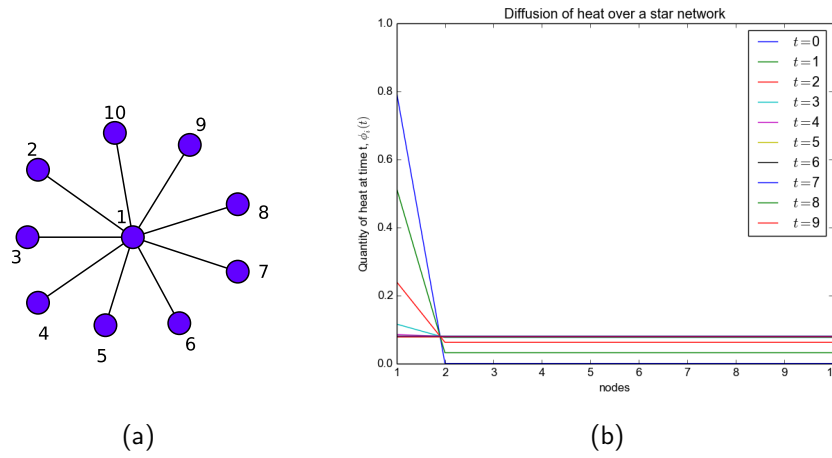 10
9
2
1
8
3
7
4
6
5
(a)
Diffusion of heat over a star network
1.0
0.8
0.6
0.4
0.2
0.0
Quantity of heat at time t, ϕᵢ(t)
t=0
t=1
t=2
t=3
t=4
t=5
t=6
t=7
t=8
t=9
1 2 3 4 5 6 7 8 9 1
nodes
(b)